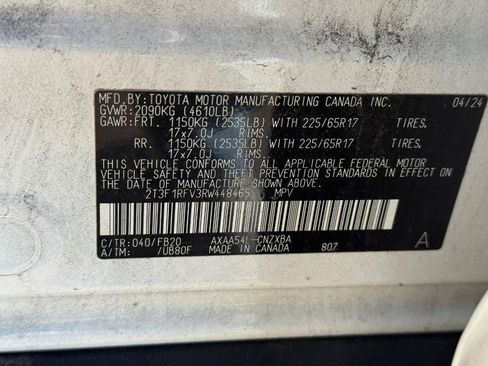 MFD.BY:TOYOTA MOTOR MANUFACTURING CANADA INC. 04/24
GVWR:2090KG (4610LB)
GAWR:FRT. 1150KG (2535LB) WITH 225/65R17 TIRES,
17x7.0J RIMS.
RR. 1150KG (2535LB) WITH 225/65R17 TIRES,
17x7.0J RIMS.
THIS VEHICLE CONFORMS TO ALL APPLICABLE FEDERAL MOTOR
VEHICLE SAFETY AND THEFT PREVENTION STANDARDS IN EFFECT
ON THE DATE OF MANUFACTURE SHOWN ABOVE.
MPV
C/TR:040/FB20 AXAA54L-CNZXBA
A/TM: /UB80F MADE IN CANADA 807 A